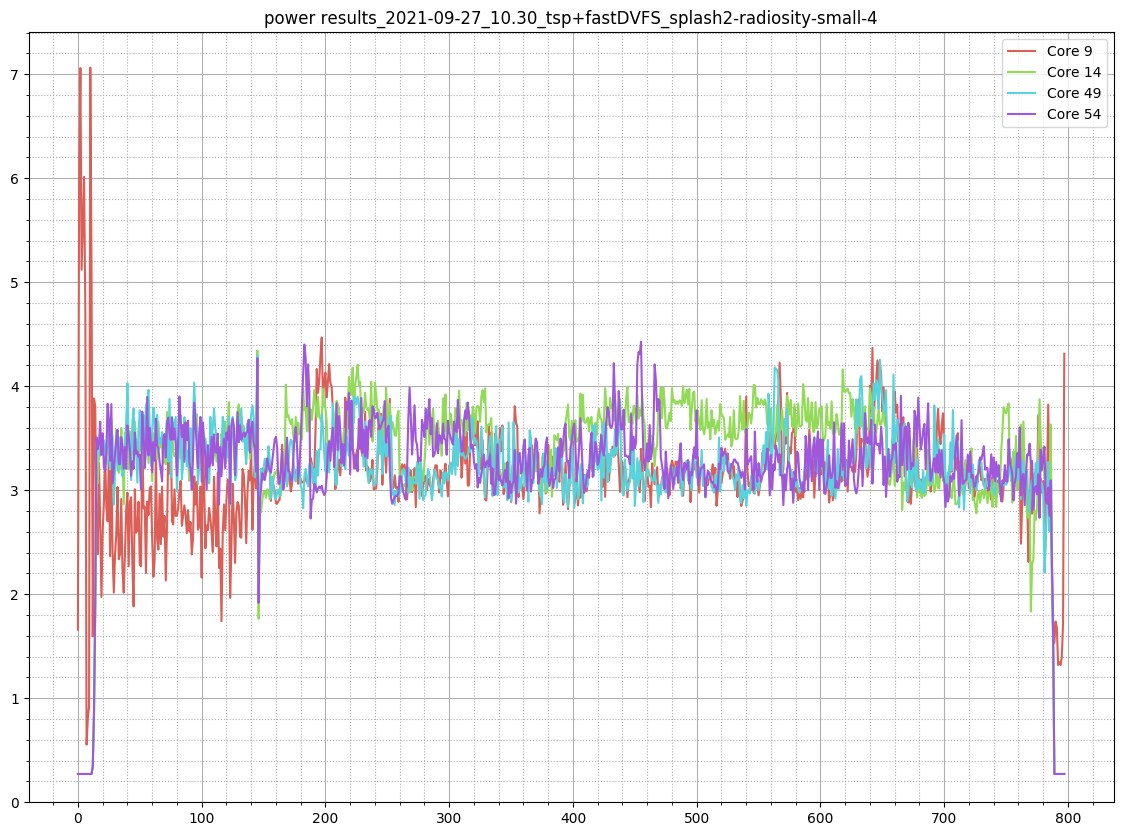 power results_2021-09-27_10.30_tsp+fastDVFS_splash2-radiosity-small-4
Core 9
Core 14
Core 49
Core 54
7
6
5
4
3
2
1
0
0 100 200 300 400 500 600 700 800